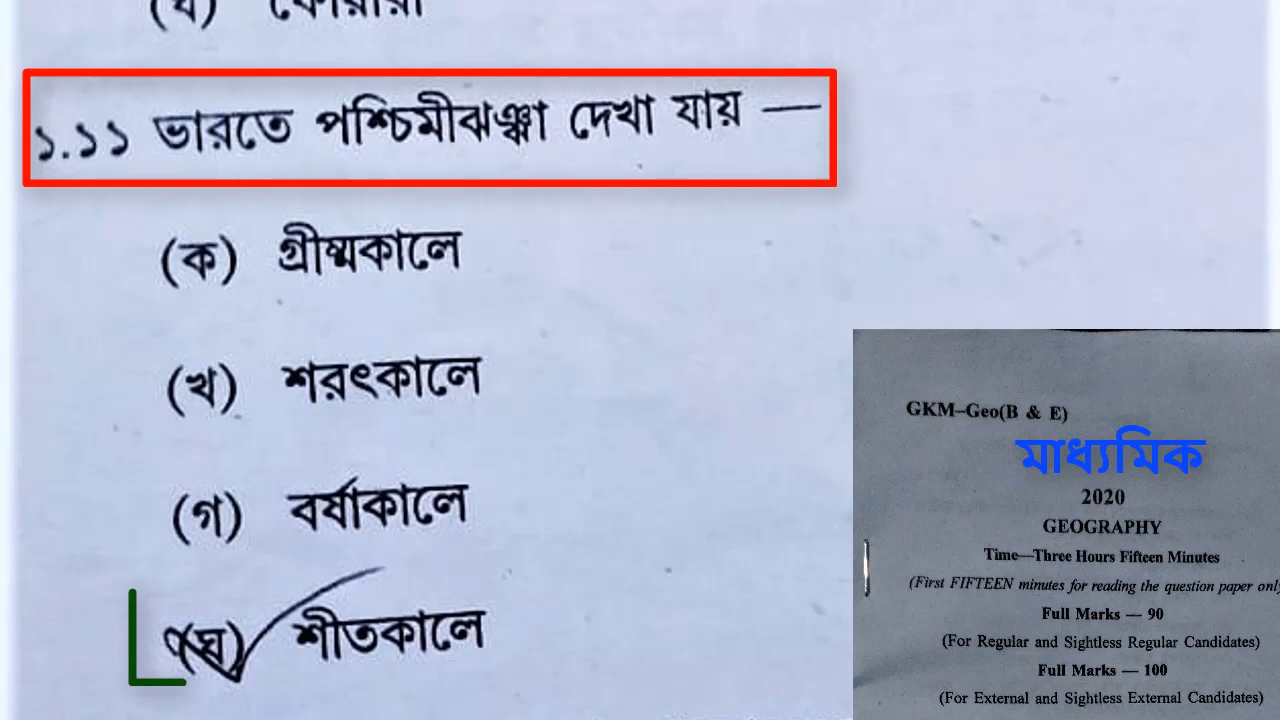 (ঘ) ফোয়ারা
১.১১ ভারতে পশ্চিমীঝঞ্ঝা দেখা যায় —
(ক) গ্রীষ্মকালে
(খ) শরৎকালে
(গ) বর্ষাকালে
(ঘ) শীতকালে
GKM–Geo(B & E)
মাধ্যমিক
2020
GEOGRAPHY
Time—Three Hours Fifteen Minutes
(First FIFTEEN minutes for reading the question paper only
Full Marks — 90
(For Regular and Sightless Regular Candidates)
Full Marks — 100
(For External and Sightless External Candidates)